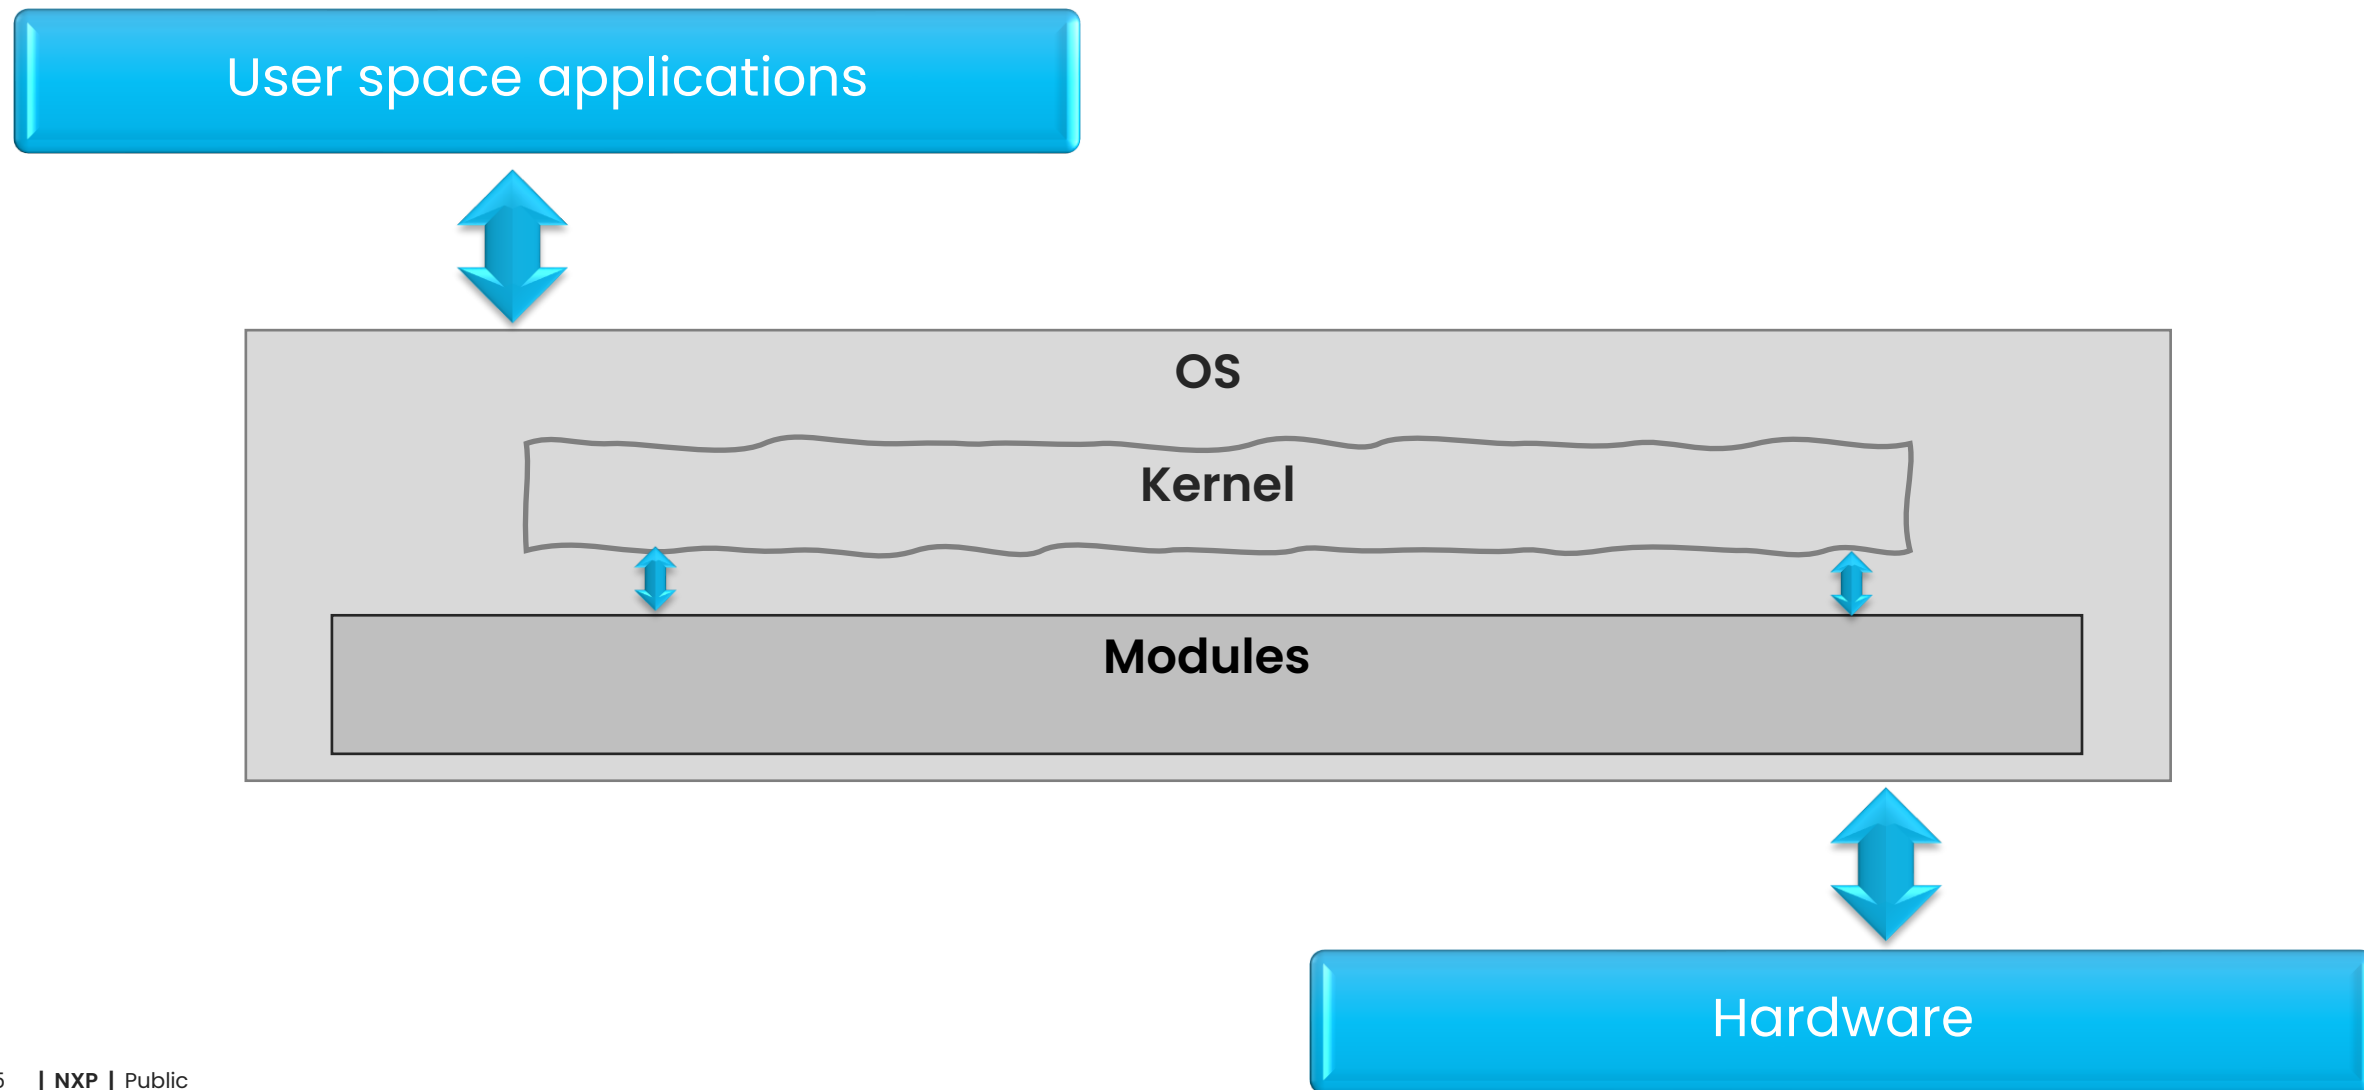 User space applications
OS
Kernel
Modules
Hardware
| NXP | Public